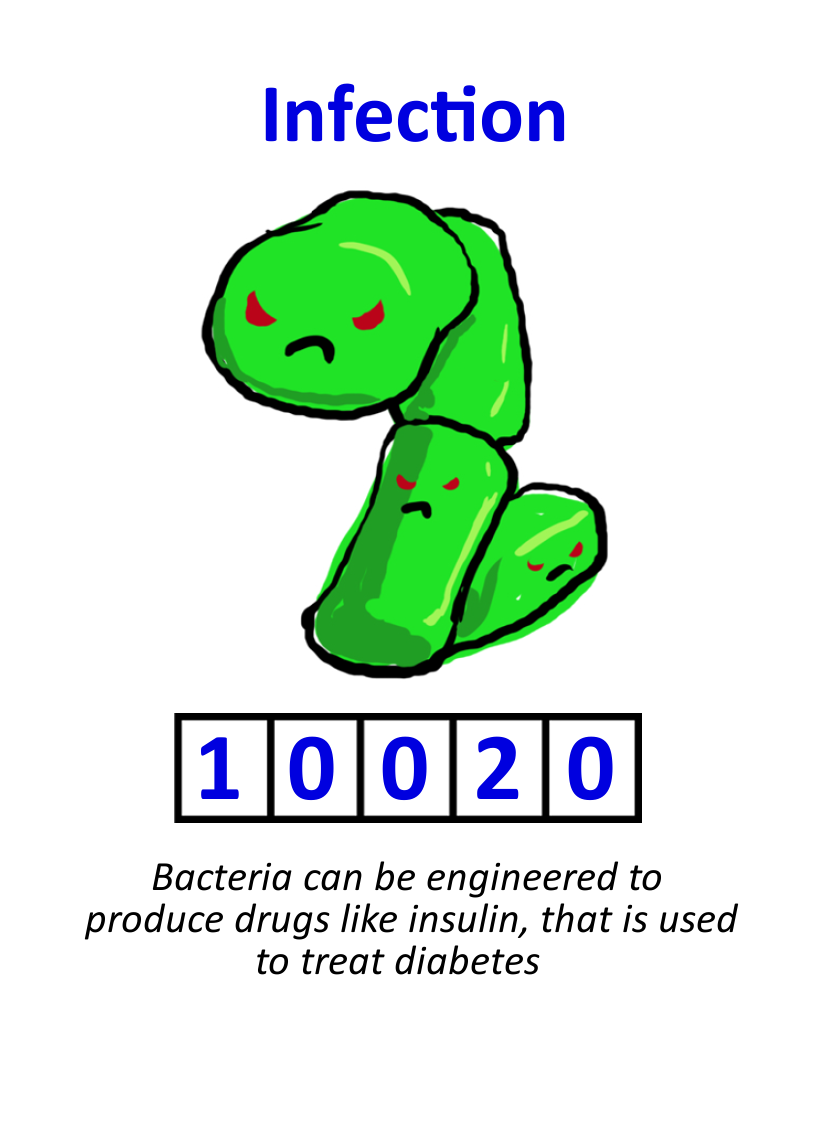 Infection
1 0 0 2 0
Bacteria can be engineered to
produce drugs like insulin, that is used
to treat diabetes